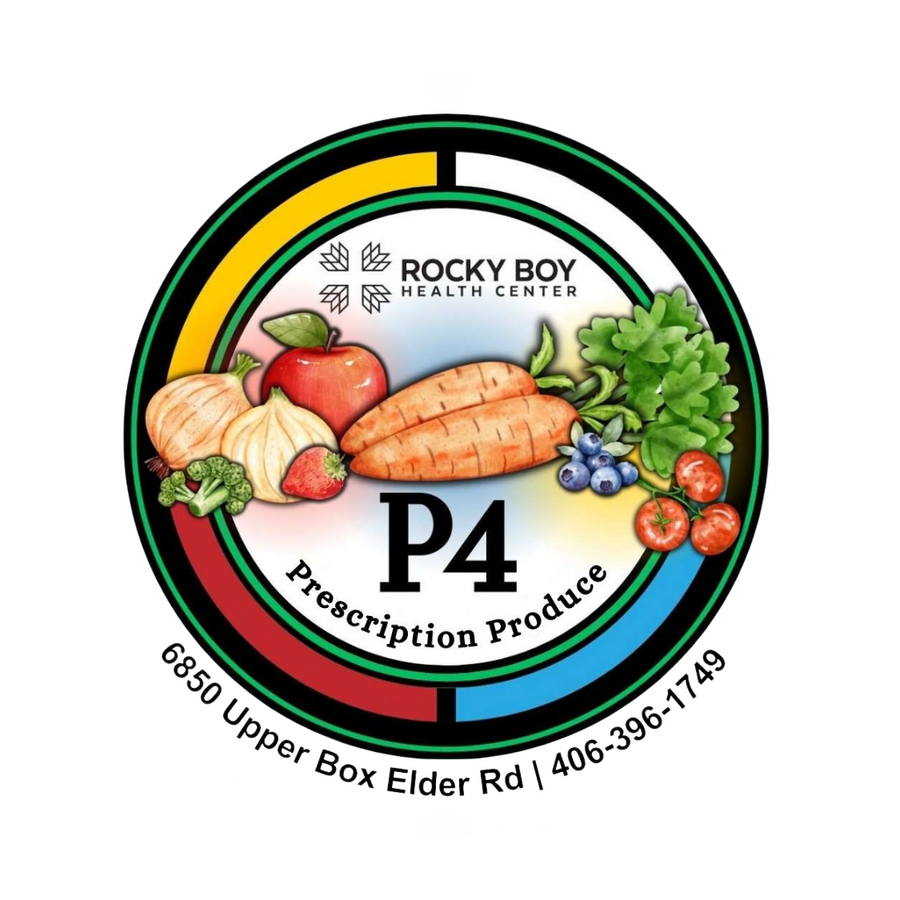 ROCKY BOY
HEALTH CENTER
P4
Prescription Produce
6850 Upper Box Elder Rd | 406-396-1749